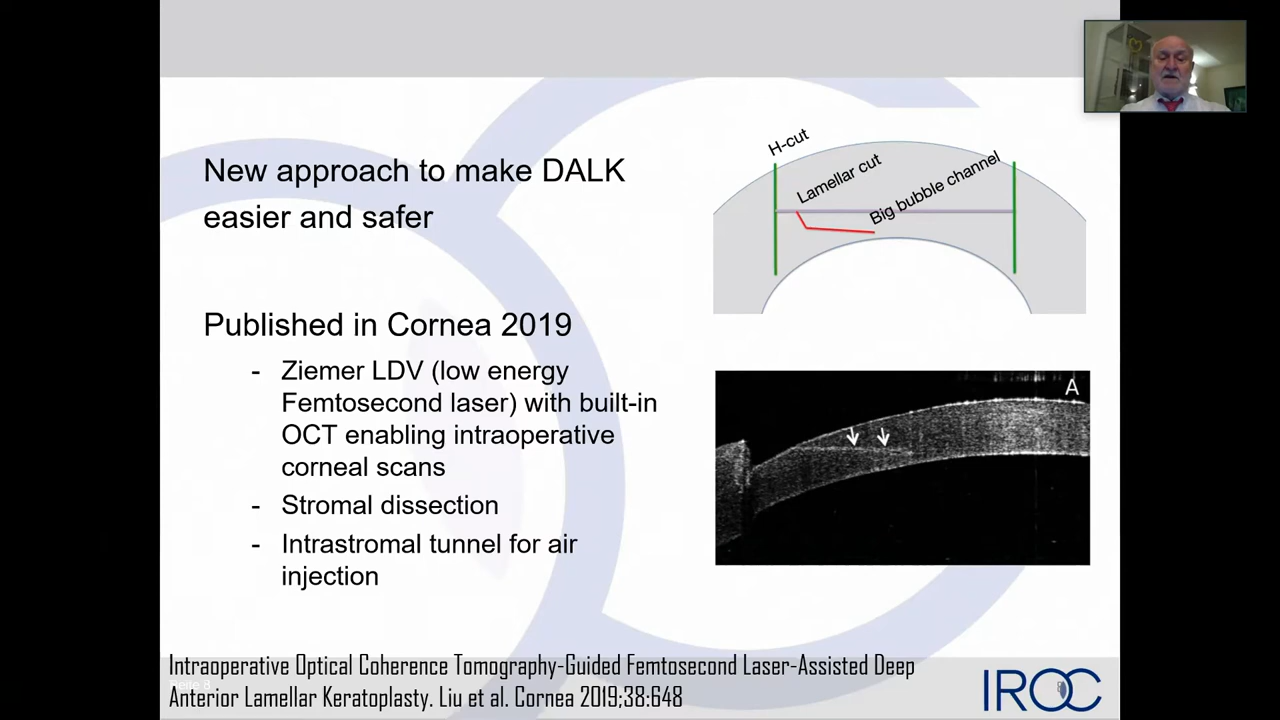 New approach to make DALK
easier and safer
Published in Cornea 2019
- Ziemer LDV (low energy
Femtosecond laser) with built-in
OCT enabling intraoperative
corneal scans
- Stromal dissection
- Intrastromal tunnel for air
injection
H-cut
Lamellar cut
Big bubble channel
A
Intraoperative Optical Coherence Tomography-Guided Femtosecond Laser-Assisted Deep
Anterior Lamellar Keratoplasty. Liu et al. Cornea 2019;38:648
Seite 8
IROC